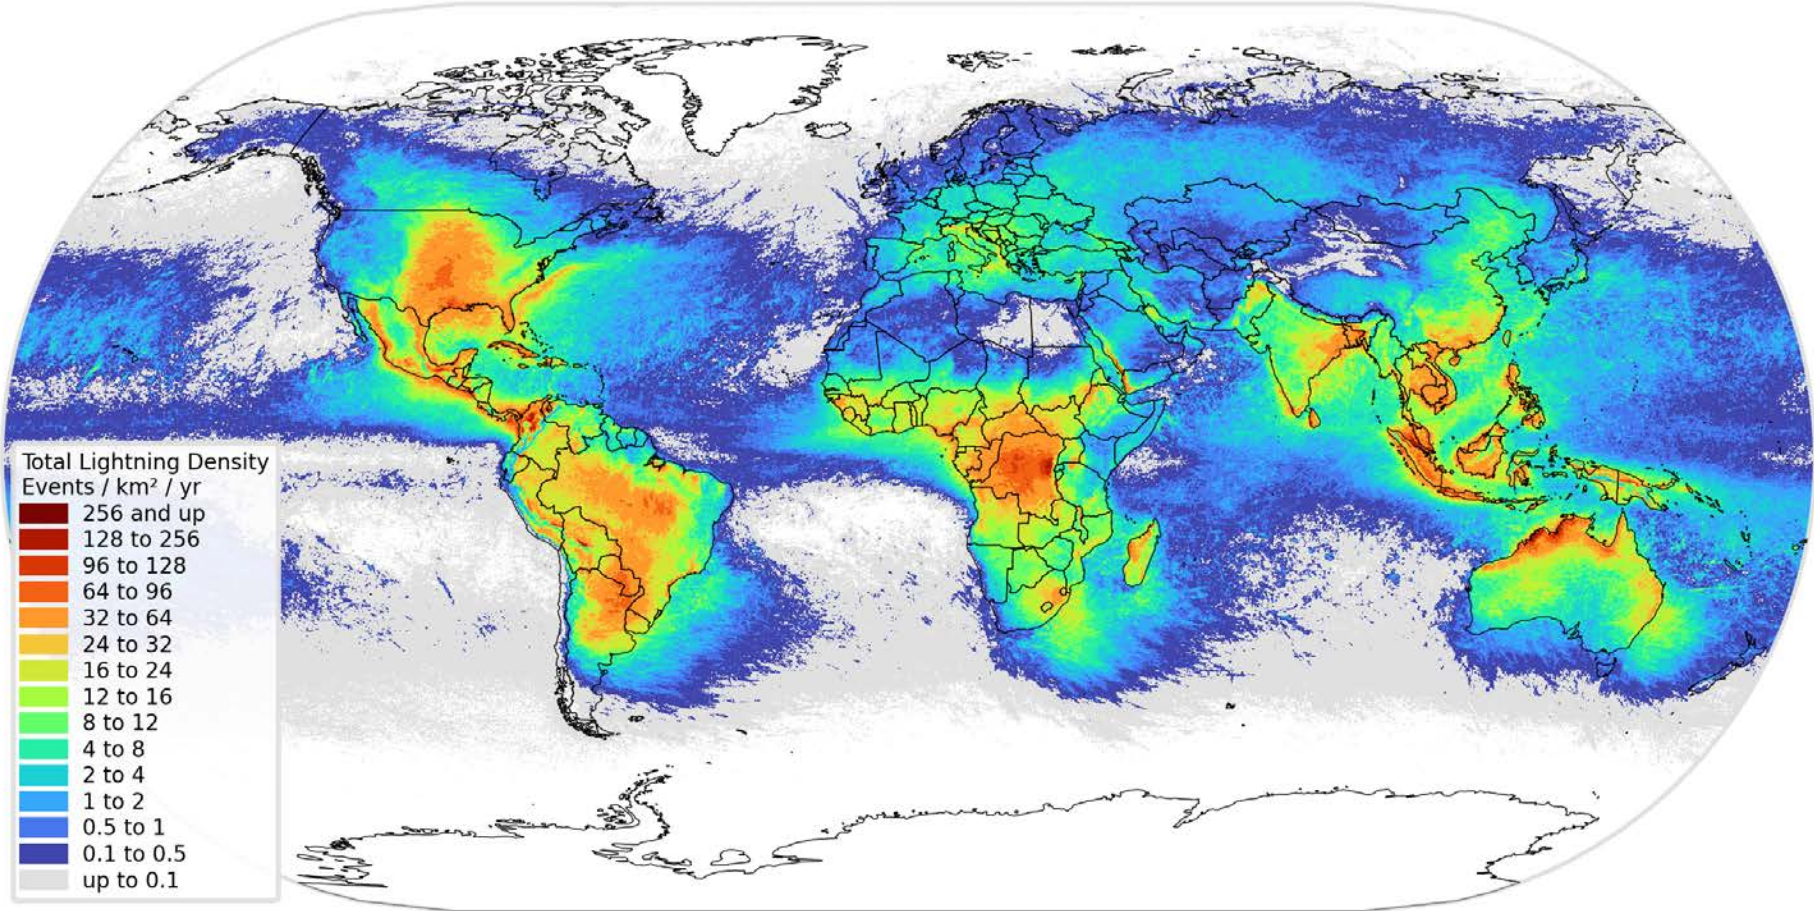 Total Lightning Density
Events / km² / yr
256 and up
128 to 256
96 to 128
64 to 96
32 to 64
24 to 32
16 to 24
12 to 16
8 to 12
4 to 8
2 to 4
1 to 2
0.5 to 1
0.1 to 0.5
up to 0.1